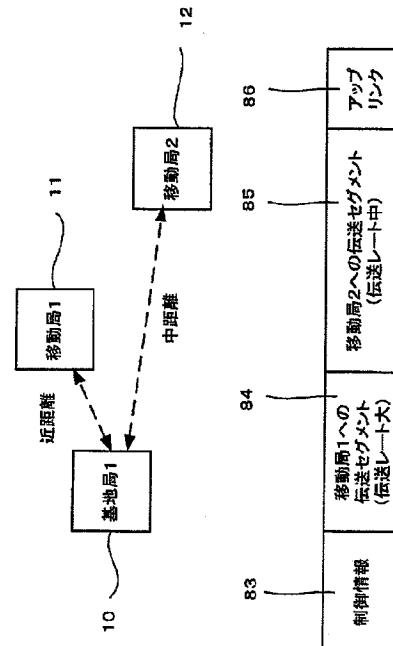 11
12
移動局1
移動局2
近距離
中距離
基地局1
10
83
84
85
86
制御情報
移動局1への
伝送セグメント
(伝送レート大)
移動局2への伝送セグメント
(伝送レート中)
アップ
リンク